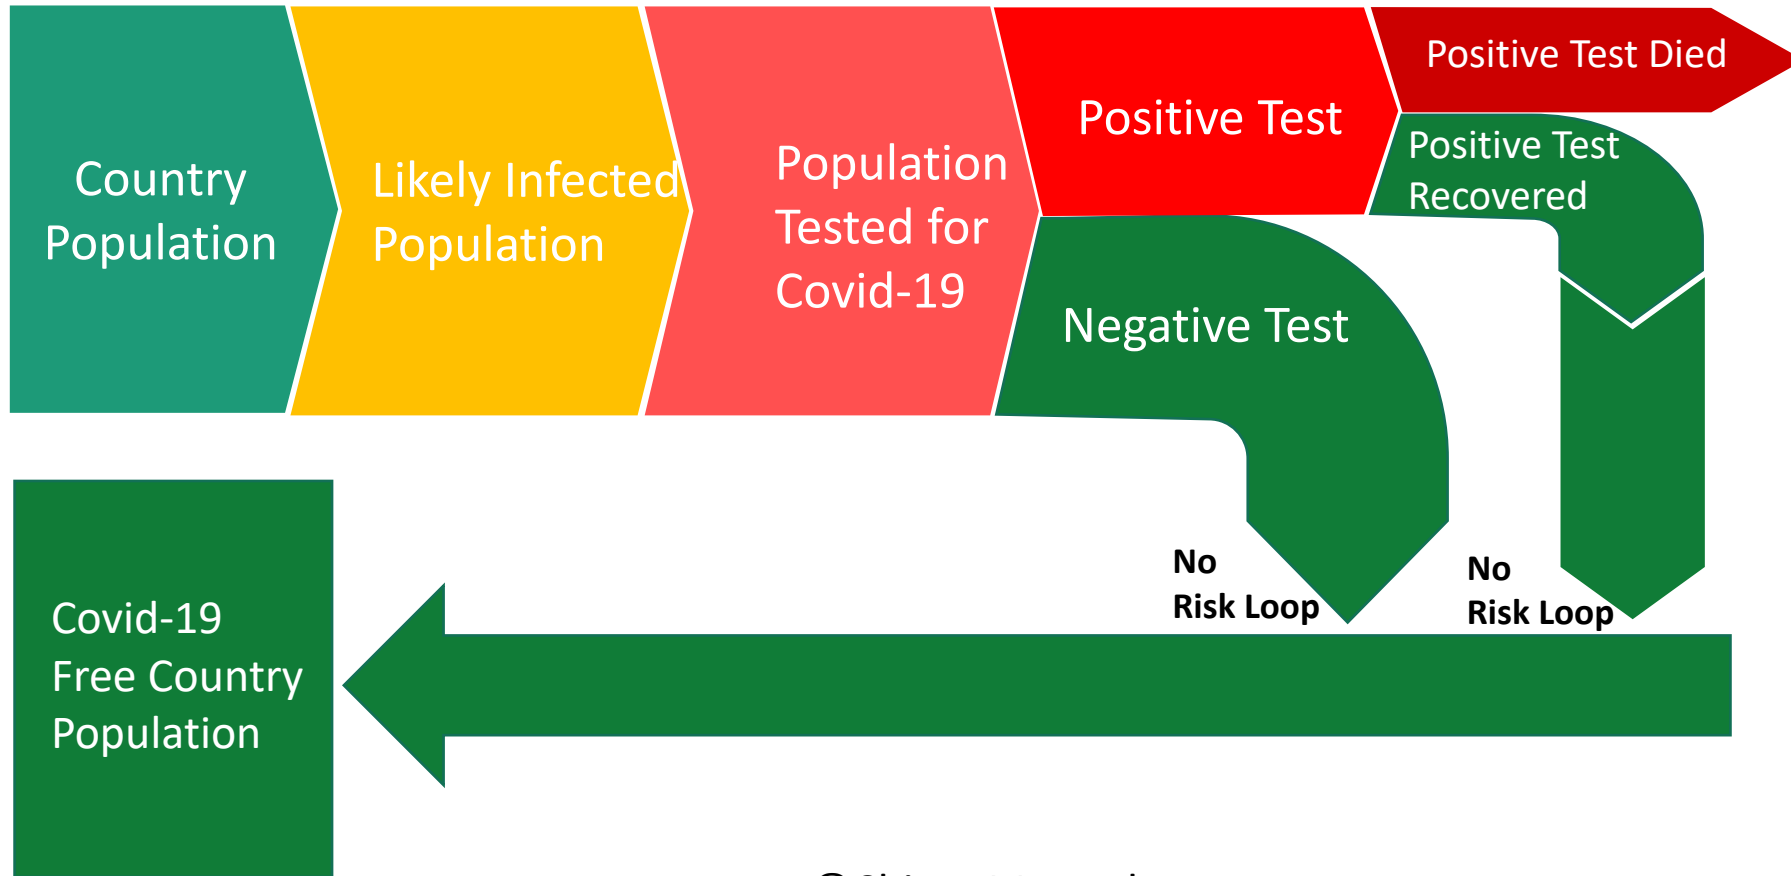 Country
Population
Likely Infected
Population
Population
Tested for
Covid-19
Positive Test
Positive Test Died
Positive Test
Recovered
Negative Test
No
Risk Loop
No
Risk Loop
Covid-19
Free Country
Population